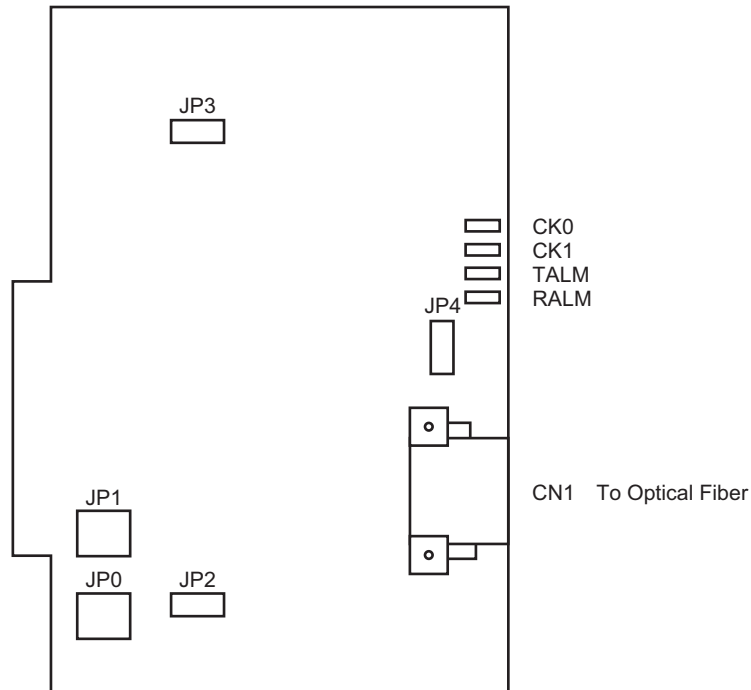 JP3
CK0
CK1
TALM
RALM
JP4
CN1 To Optical Fiber
JP1
JP0
JP2